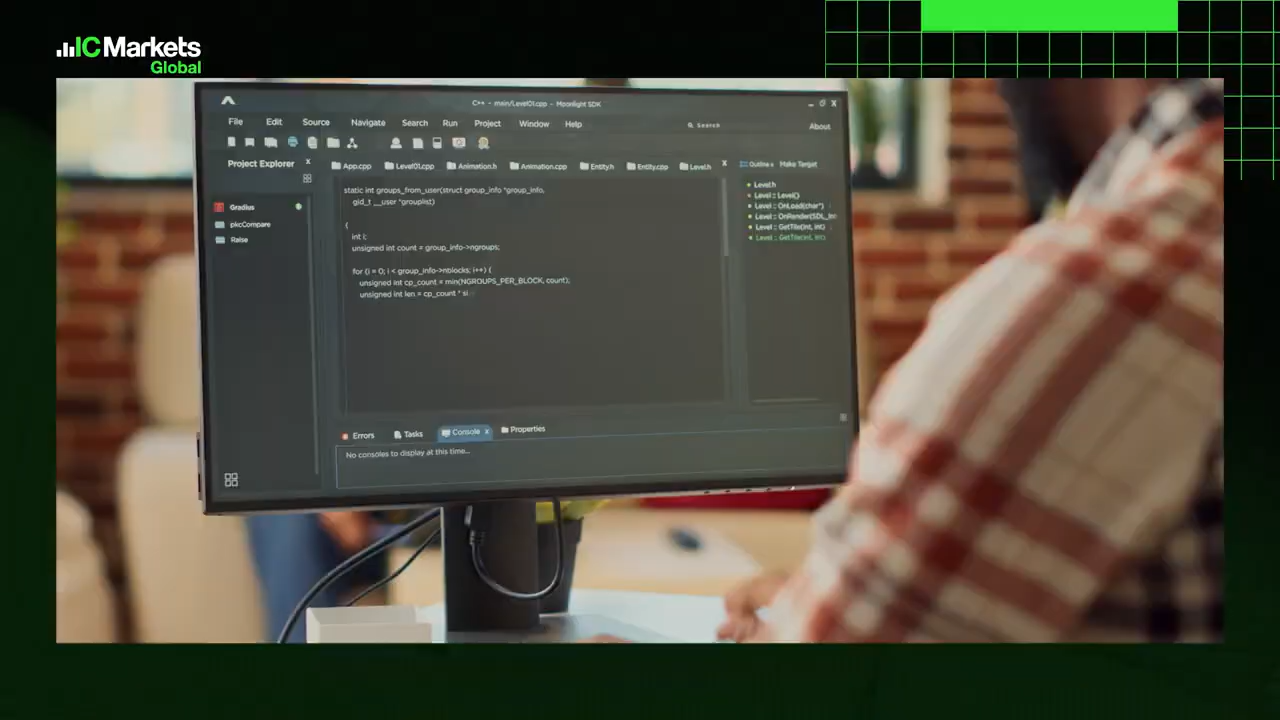 IC Markets
Global
C++ - main/Level01.cpp - Moonlight SDK
File Edit Source Navigate Search Run Project Window Help
Search
About
Project Explorer x
App.cpp Level01.cpp Animation.h Animation.cpp Entity.h Entity.cpp Level.h x
Outline x Make Target
Gradius
pkcCompare
Raise
static int groups_from_user(struct group_info *group_info,
gid_t __user *grouplist)
{
int i;
unsigned int count = group_info->ngroups;
for (i = 0; i < group_info->nblocks; i++) {
unsigned int cp_count = min(NGROUPS_PER_BLOCK, count);
unsigned int len = cp_count * si
Level.h
Level :: Level()
Level :: OnLoad(char*)
Level :: OnRender(SDL_
Level :: GetTile(int, int)
Level :: GetTile(int, int)
Errors Tasks Console x Properties
No consoles to display at this time...